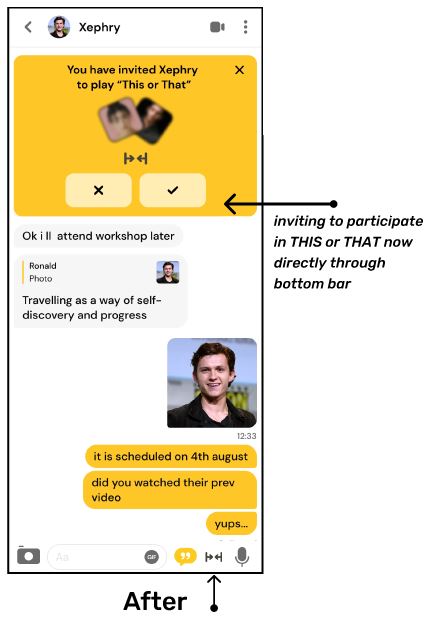 Xephry
You have invited Xephry
to play “This or That”
inviting to participate
in THIS or THAT now
directly through
bottom bar
Ok i ll attend workshop later
Ronald
Photo
Travelling as a way of self-
discovery and progress
12:33
it is scheduled on 4th august
did you watched their prev
video
yups...
Aa
GIF
After